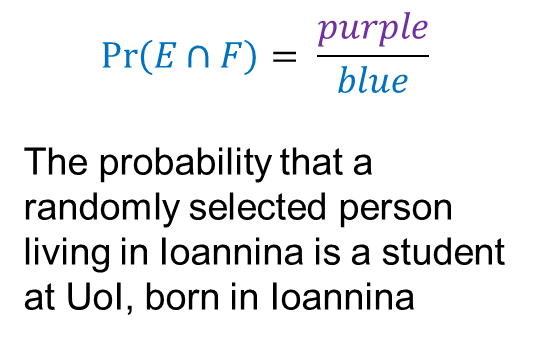 Pr(E ∩ F) = purple / blue
The probability that a
randomly selected person
living in Ioannina is a student
at UoI, born in Ioannina